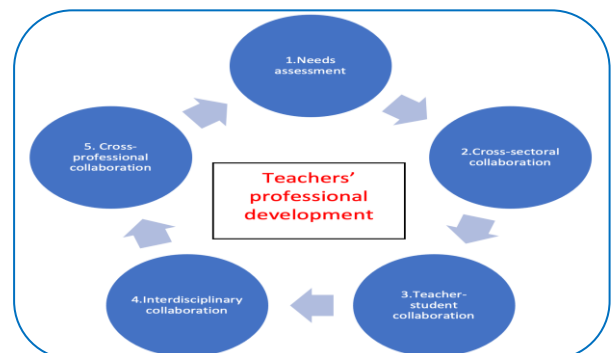 1.Needs
assessment
2.Cross-sectoral
collaboration
3.Teacher-
student
collaboration
4.Interdisciplinary
collaboration
5. Cross-
professional
collaboration
Teachers’
professional
development